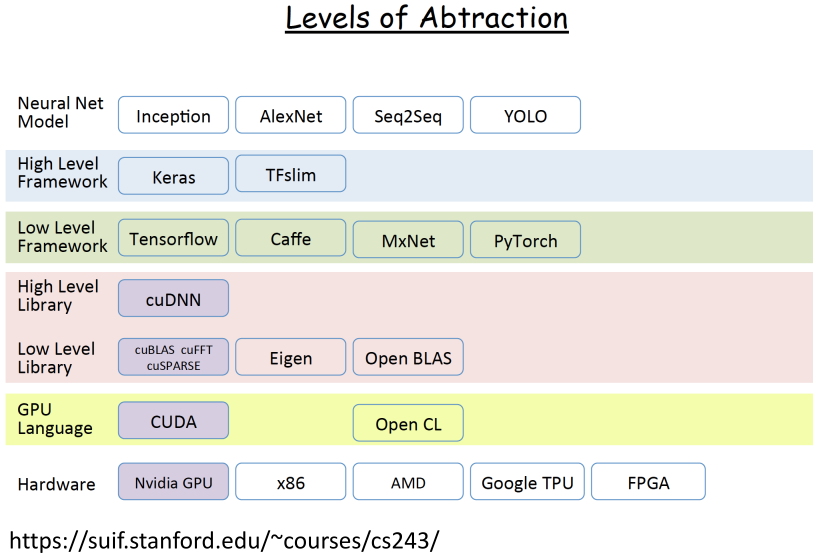 Levels of Abtraction
Neural Net
Model
Inception
AlexNet
Seq2Seq
YOLO
High Level
Framework
Keras
TFslim
Low Level
Framework
Tensorflow
Caffe
MxNet
PyTorch
High Level
Library
cuDNN
Low Level
Library
cuBLAS cuFFT
cuSPARSE
Eigen
Open BLAS
GPU
Language
CUDA
Open CL
Hardware
Nvidia GPU
x86
AMD
Google TPU
FPGA
https://suif.stanford.edu/~courses/cs243/